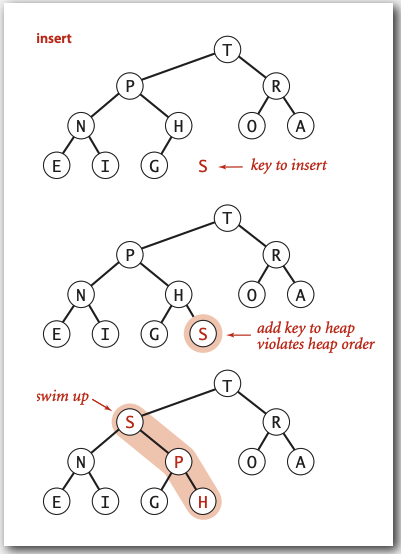 insert
T
P R
N H O A
E I G S key to insert
T
P R
N H O A
E I G S add key to heap
violates heap order
swim up T
S R
N P O A
E I G H